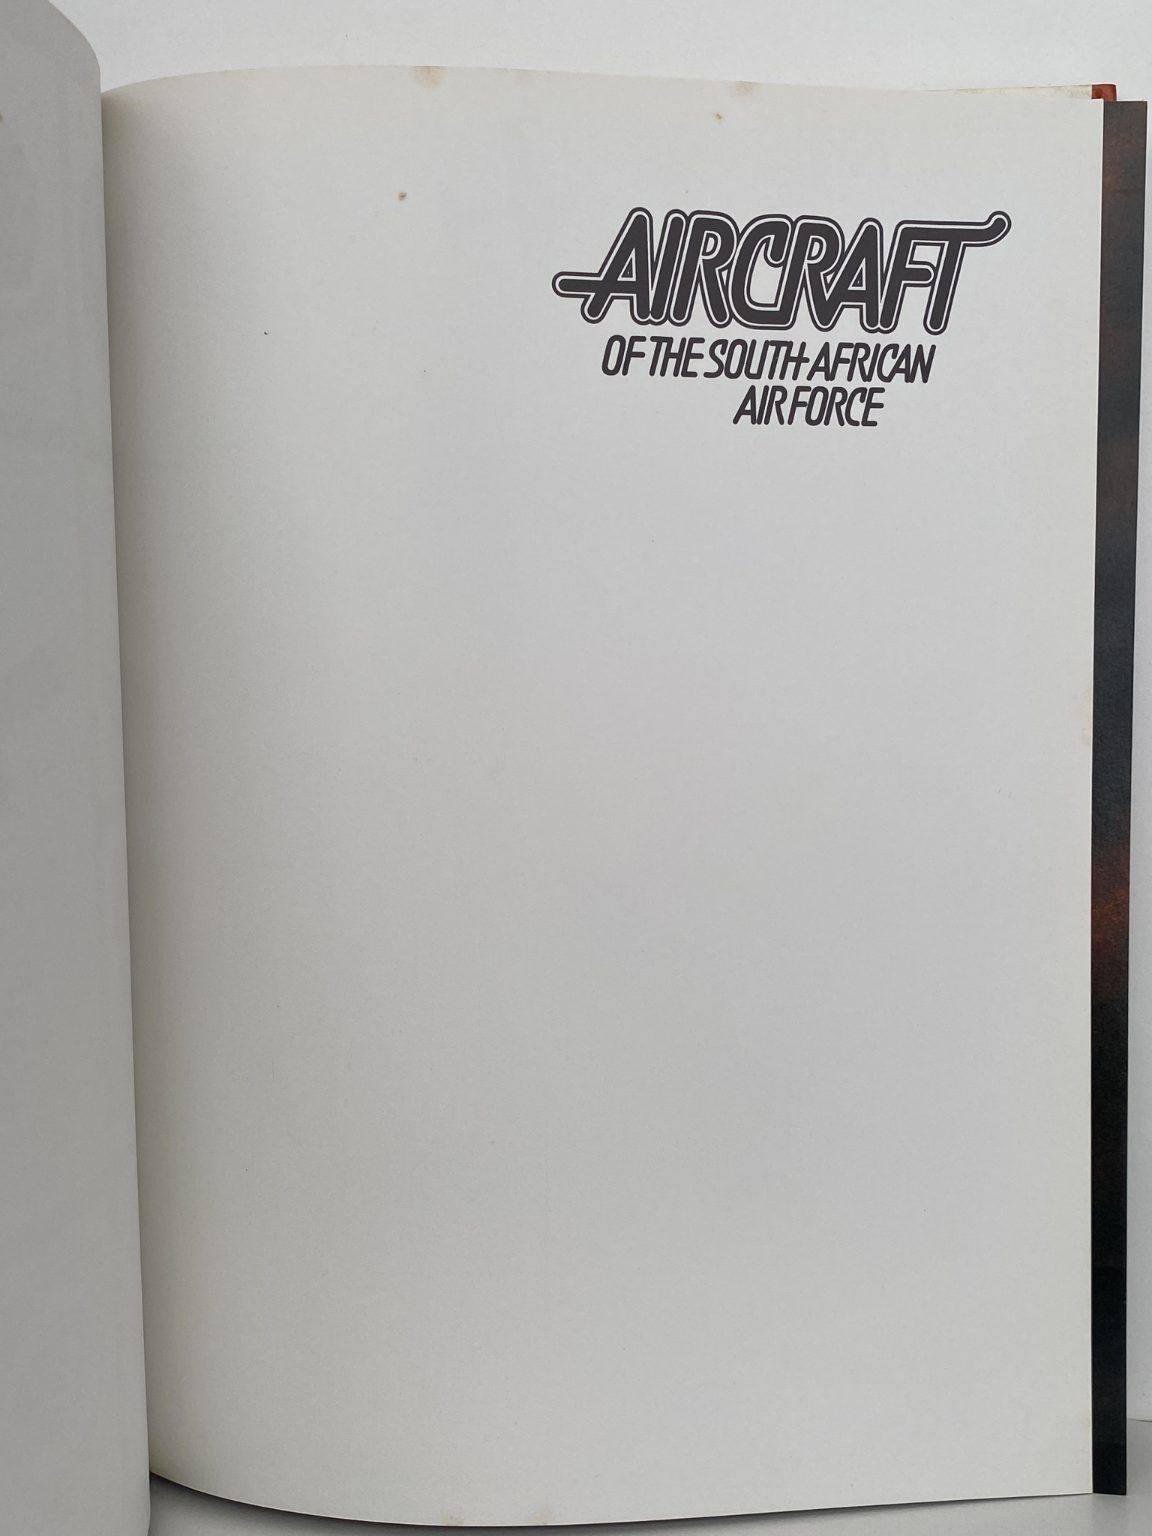 AIRCRAFT
OF THE SOUTH AFRICAN
AIR FORCE